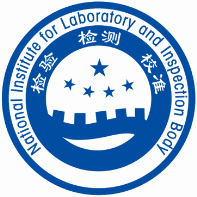 National Institute for Laboratory and Inspection Body
检验 检测 校准